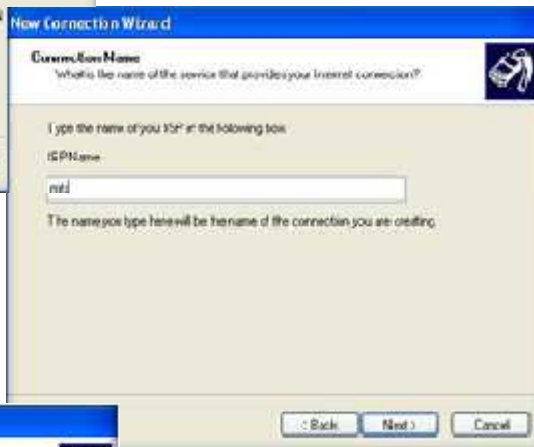 New Connection Wizard
Connection Name
What is the name of the service that provides your Internet connection?
Type the name of you ISP in the following box
ISP Name
The name you type here will be the name of the connection you are creating.
< Back Next > Cancel